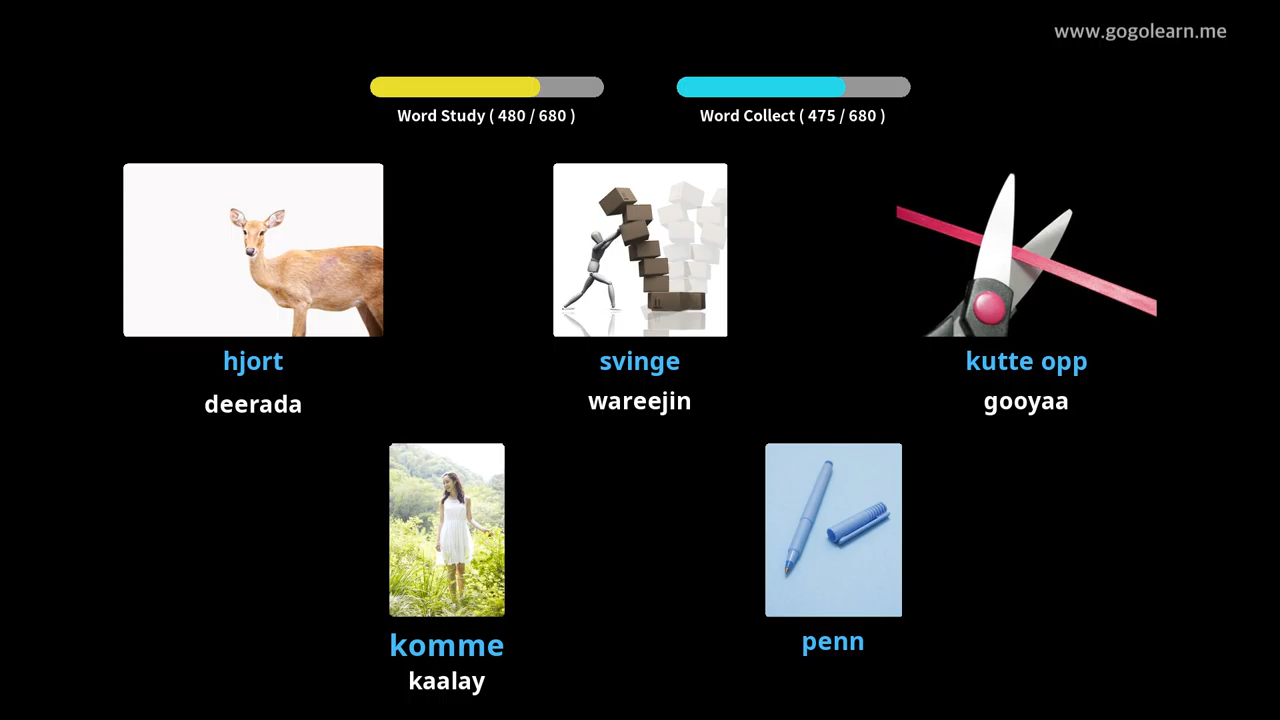 www.gogolearn.me
Word Study ( 480 / 680 )
Word Collect ( 475 / 680 )
hjort
deerada
svinge
wareejin
kutte opp
gooyaa
komme
kaalay
penn